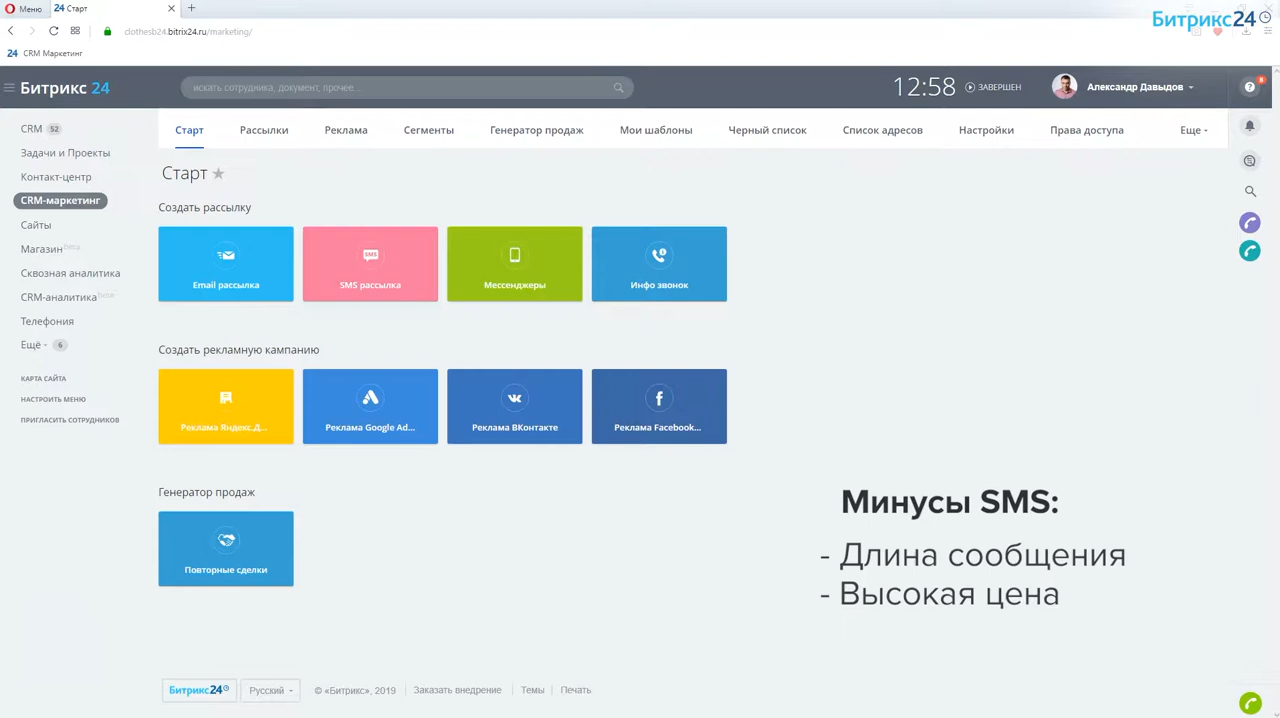 Меню
24 Старт
clothesb24.bitrix24.ru/marketing/
Битрикс24
24 CRM Маркетинг
Битрикс 24
искать сотрудника, документ, прочее...
12:58
ЗАВЕРШЕН
Александр Давыдов
8
CRM 52
Задачи и Проекты
Контакт-центр
CRM-маркетинг
Сайты
Магазин beta
Сквозная аналитика
CRM-аналитика beta
Телефония
Ещё - 6
КАРТА САЙТА
НАСТРОИТЬ МЕНЮ
ПРИГЛАСИТЬ СОТРУДНИКОВ
Старт Рассылки Реклама Сегменты Генератор продаж Мои шаблоны Черный список Список адресов Настройки Права доступа Еще
Старт
Создать рассылку
Email рассылка
SMS
SMS рассылка
Мессенджеры
Инфо звонок
Создать рекламную кампанию
Реклама Яндекс.Д...
Реклама Google Ad...
Реклама ВКонтакте
Реклама Facebook...
Генератор продаж
Повторные сделки
Минусы SMS:
- Длина сообщения
- Высокая цена
Битрикс24
Русский
© «Битрикс», 2019
Заказать внедрение
Темы
Печать